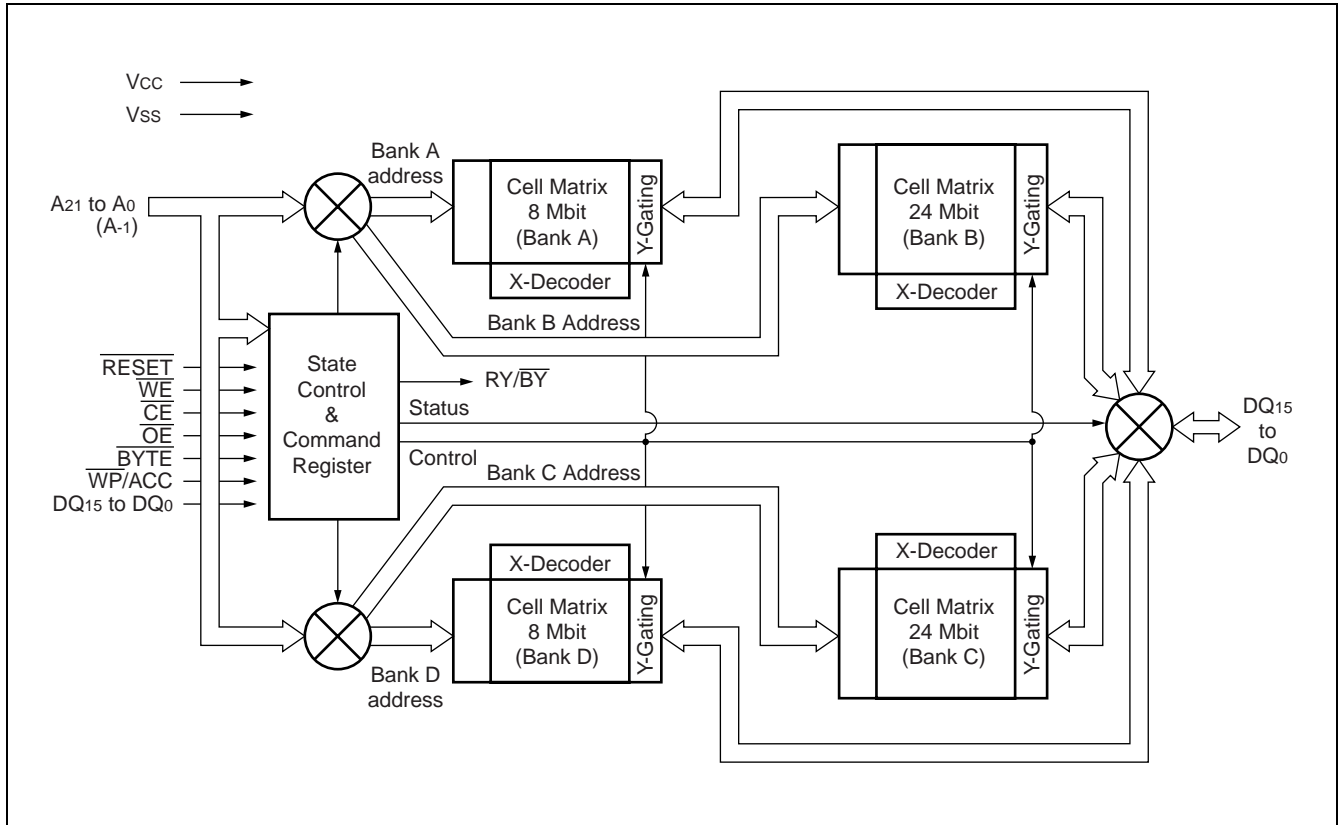 VCC
VSS
Bank A
address
A21 to A0
(A-1)
Cell Matrix
8 Mbit
(Bank A)
Y-Gating
X-Decoder
Cell Matrix
24 Mbit
(Bank B)
Y-Gating
X-Decoder
Bank B Address
RESET
WE
CE
OE
BYTE
WP/ACC
DQ15 to DQ0
State
Control
&
Command
Register
RY/BY
Status
Control
DQ15
to
DQ0
Bank C Address
X-Decoder
Cell Matrix
8 Mbit
(Bank D)
Y-Gating
Bank D
address
X-Decoder
Cell Matrix
24 Mbit
(Bank C)
Y-Gating